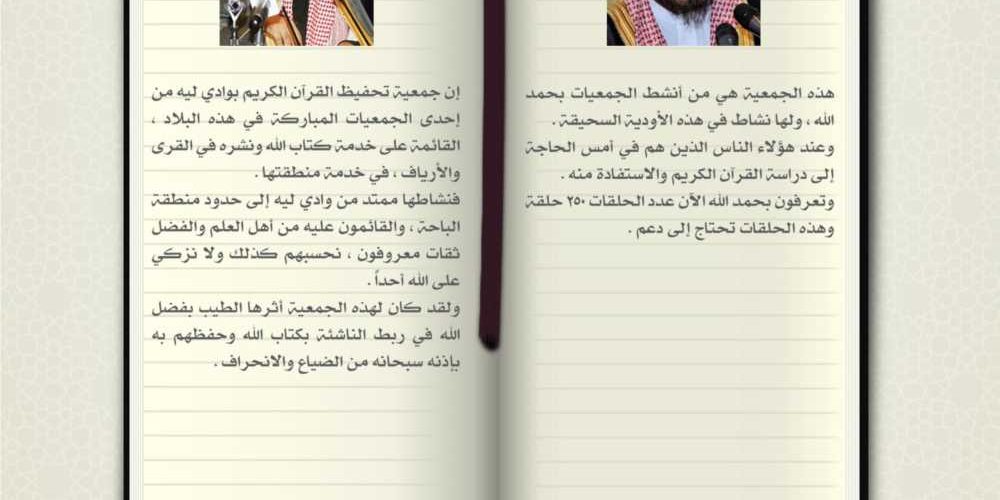 هذه الجمعية هي من أنشط الجمعيات بحمد
الله ، ولها نشاط في هذه الأودية السحيقة .
وعند هؤلاء الناس الذين هم في أمس الحاجة
إلى دراسة القرآن الكريم والاستفادة منه .
وتعرفون بحمد الله الآن عدد الحلقات ٢٥٠ حلقة
وهذه الحلقات تحتاج إلى دعم .
إن جمعية تحفيظ القرآن الكريم بوادي ليه من
إحدى الجمعيات المباركة في هذه البلاد ،
القائمة على خدمة كتاب الله ونشره في القرى
والأرياف ، في خدمة منطقتها .
فنشاطها ممتد من وادي ليه إلى حدود منطقة
الباحة ، والقائمون عليه من أهل العلم والفضل
ثقات معروفون ، نحسبهم كذلك ولا نزكي
على الله أحداً .
ولقد كان لهذه الجمعية أثرها الطيب بفضل
الله في ربط الناشئة بكتاب الله وحفظهم به
بإذنه سبحانه من الضياع والانحراف .